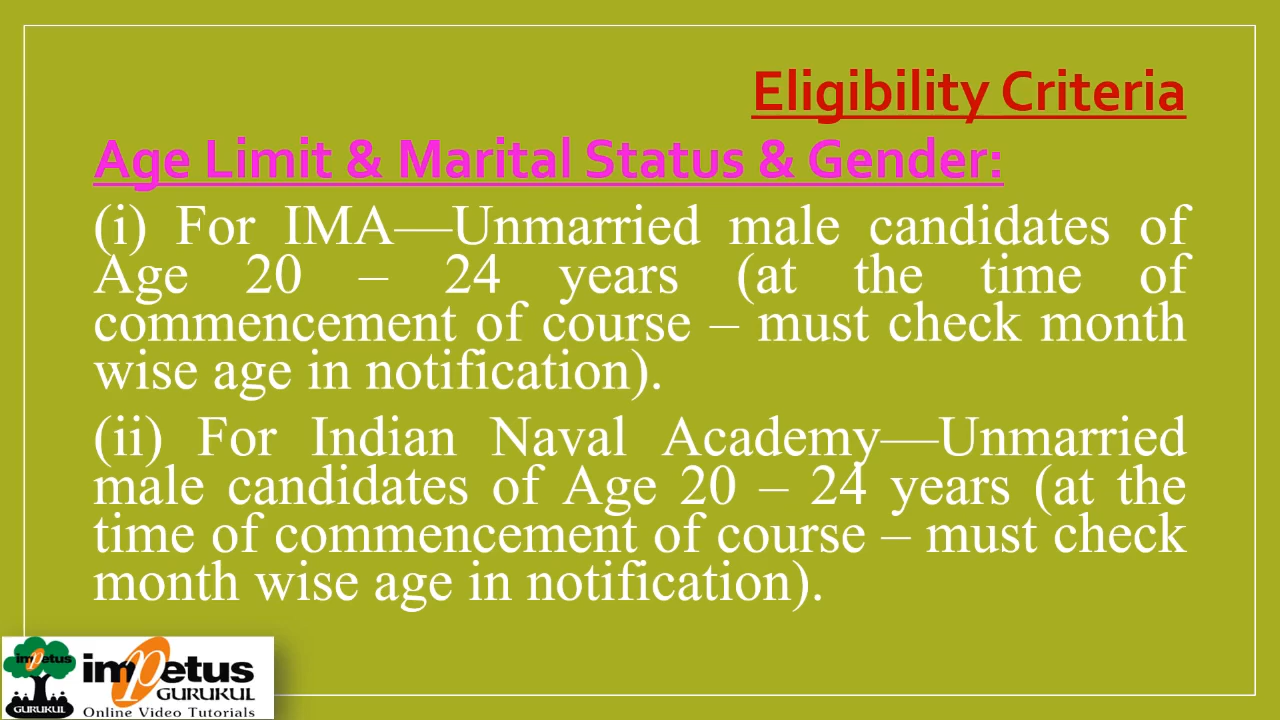 Eligibility Criteria
Age Limit & Marital Status & Gender:
(i) For IMA—Unmarried male candidates of
Age 20 – 24 years (at the time of
commencement of course – must check month
wise age in notification).
(ii) For Indian Naval Academy—Unmarried
male candidates of Age 20 – 24 years (at the
time of commencement of course – must check
month wise age in notification).
impetus
GURUKUL
impetus
GURUKUL
Online Video Tutorials